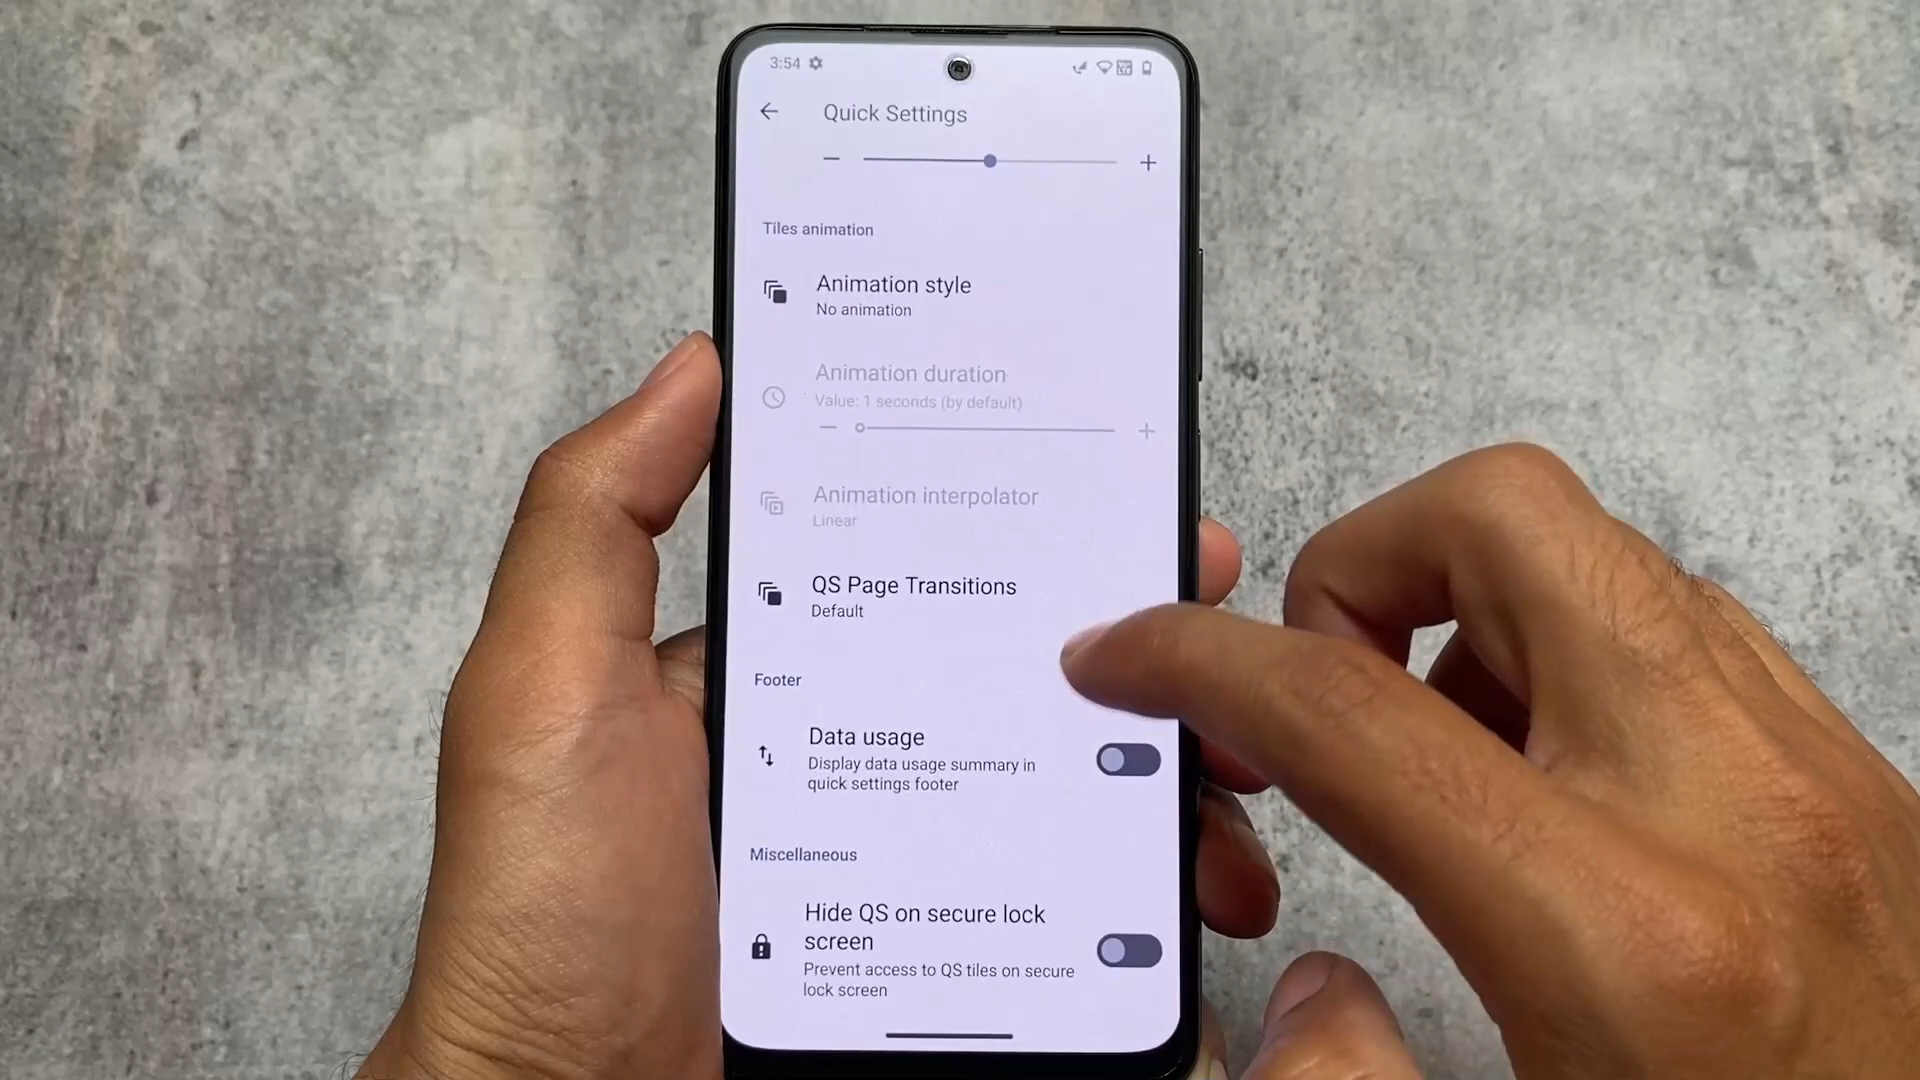 3:54
Quick Settings
Tiles animation
Animation style
No animation
Animation duration
Value: 1 seconds (by default)
Animation interpolator
Linear
QS Page Transitions
Default
Footer
Data usage
Display data usage summary in
quick settings footer
Miscellaneous
Hide QS on secure lock
screen
Prevent access to QS tiles on secure
lock screen